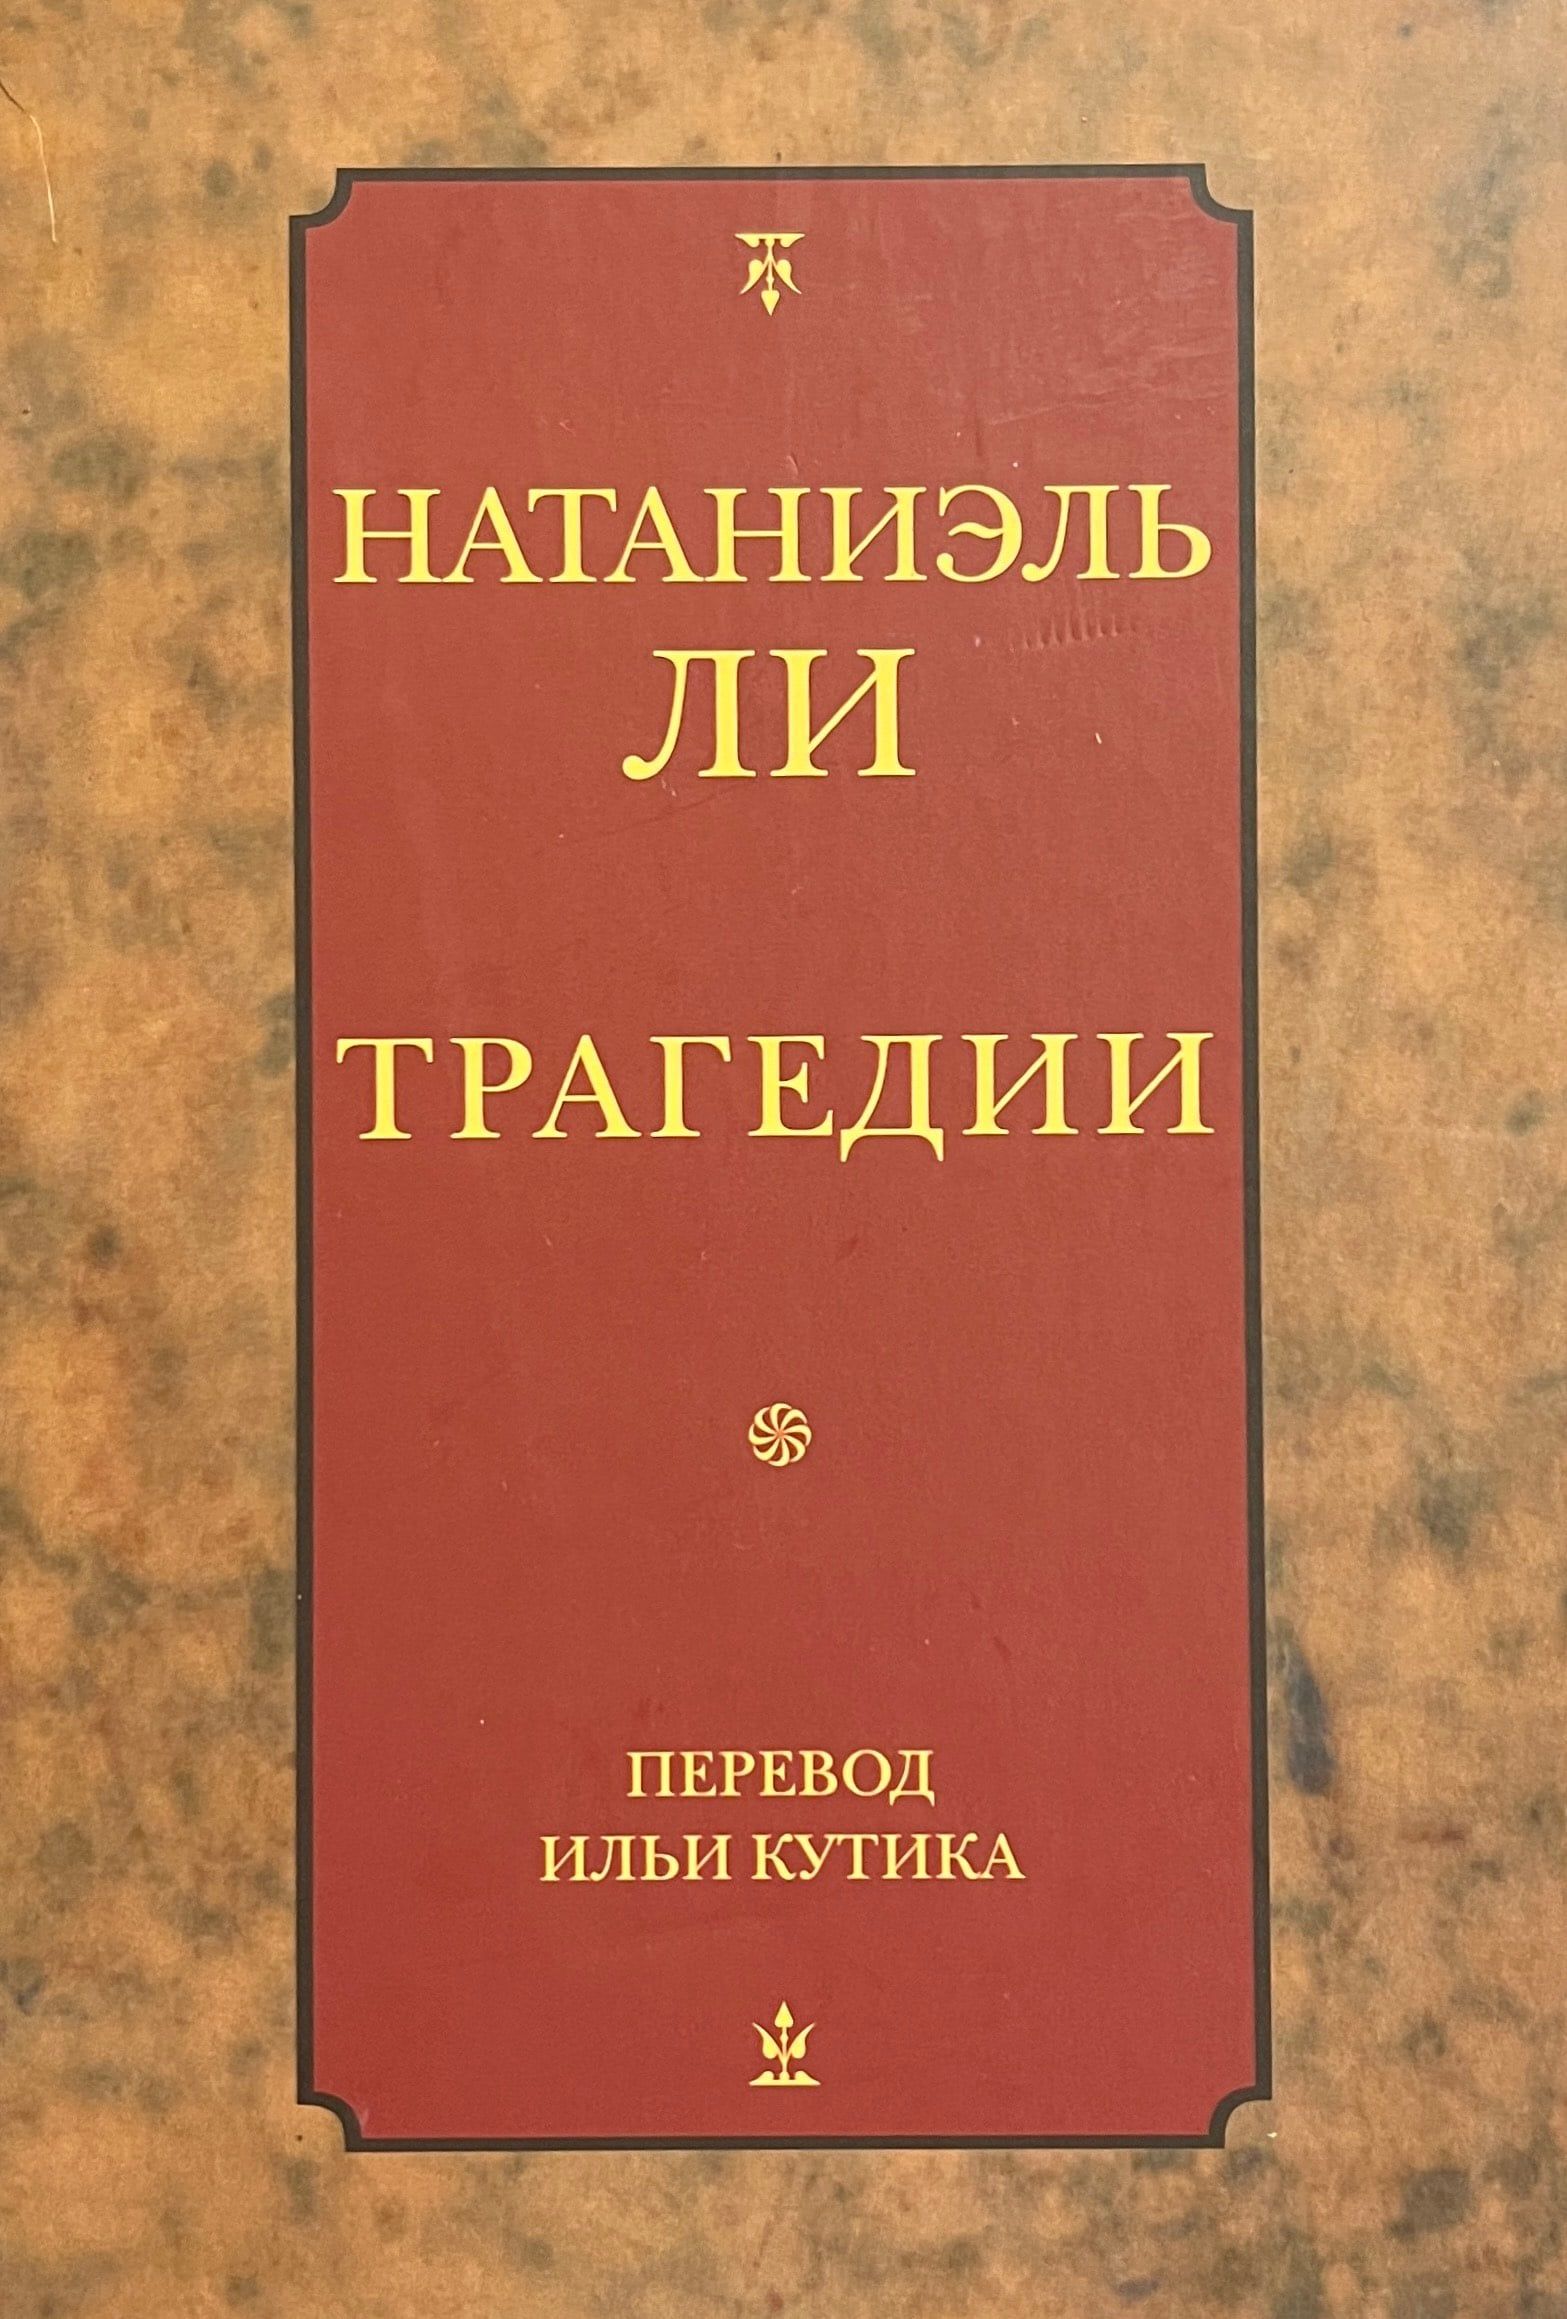 НАТАНИЭЛЬ
ЛИ
ТРАГЕДИИ
ПЕРЕВОД
ИЛЬИ КУТИКА